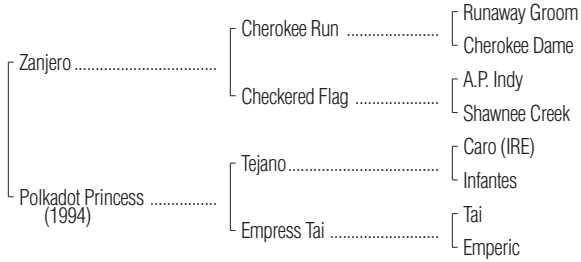 Runaway Groom
Cherokee Run ....................
Cherokee Dame
Zanjero ..................................
A.P. Indy
Checkered Flag ..................
Shawnee Creek
Caro (IRE)
Tejano ....................................
Infantes
Polkadot Princess ................
(1994)
Tai
Empress Tai ..........................
Emperic